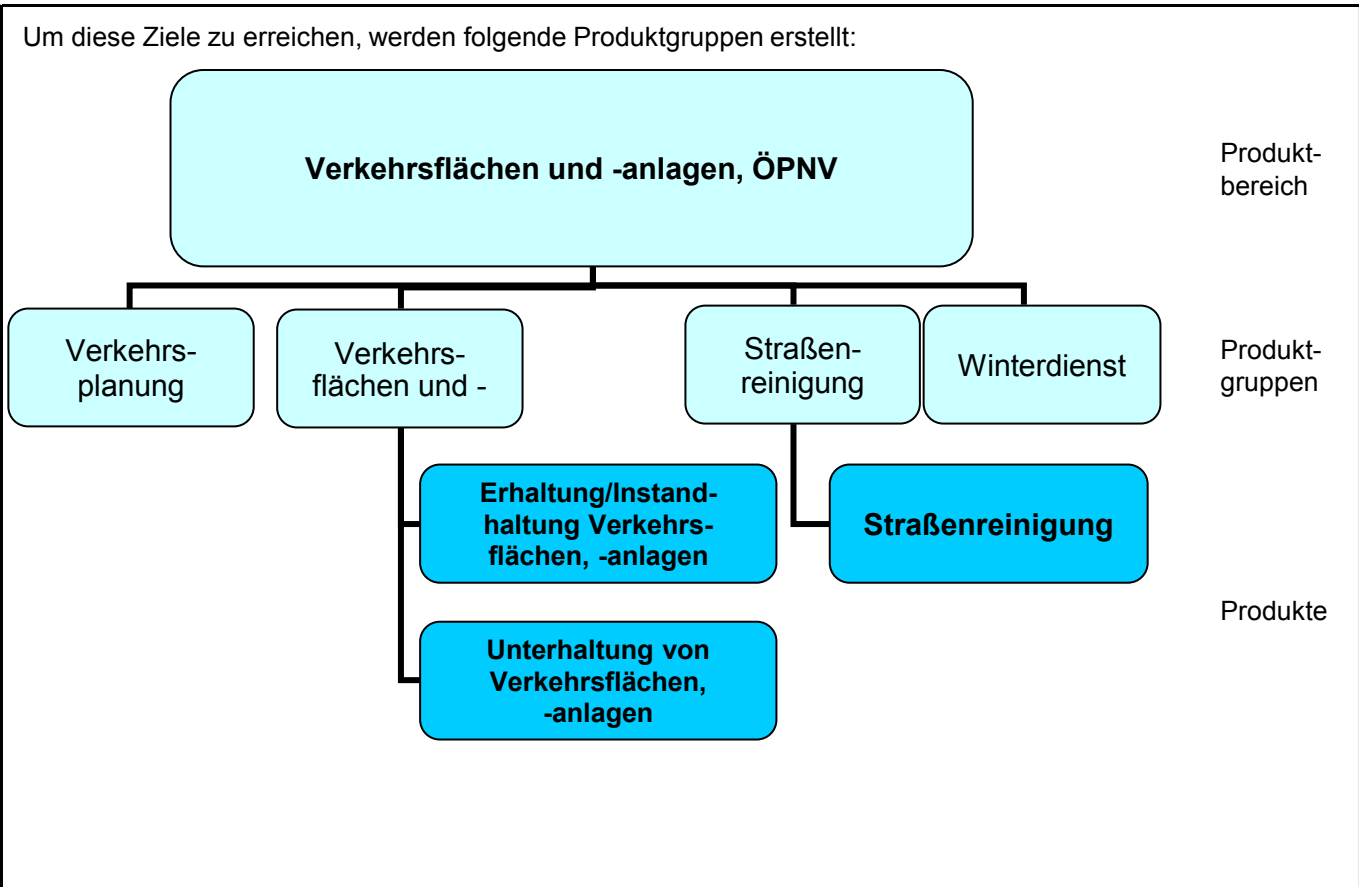 Um diese Ziele zu erreichen, werden folgende Produktgruppen erstellt:
Verkehrsflächen und -anlagen, ÖPNV
Produkt-
bereich
Verkehrs-
planung
Verkehrs-
flächen und -
Straßen-
reinigung
Winterdienst
Produkt-
gruppen
Erhaltung/Instand-
haltung Verkehrs-
flächen, -anlagen
Straßenreinigung
Unterhaltung von
Verkehrsflächen,
-anlagen
Produkte